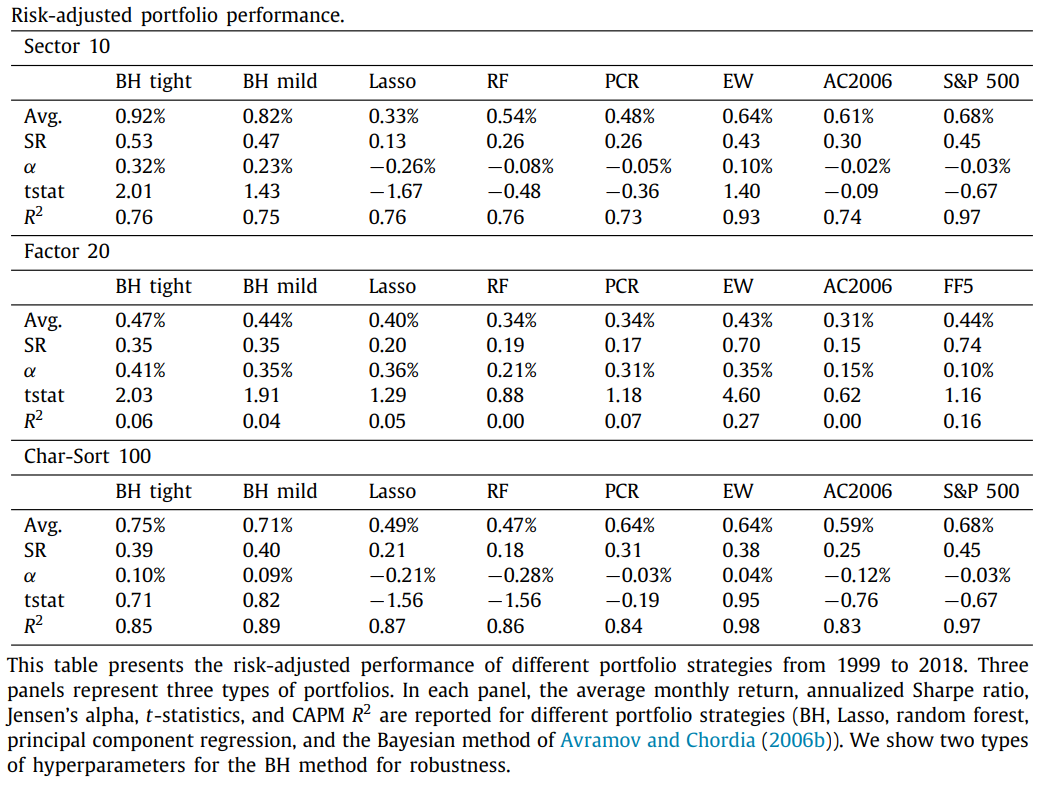 Risk-adjusted portfolio performance.
Sector 10
BH tight BH mild Lasso RF PCR EW AC2006 S&P 500
Avg. 0.92% 0.82% 0.33% 0.54% 0.48% 0.64% 0.61% 0.68%
SR 0.53 0.47 0.13 0.26 0.26 0.43 0.30 0.45
α 0.32% 0.23% −0.26% −0.08% −0.05% 0.10% −0.02% −0.03%
tstat 2.01 1.43 −1.67 −0.48 −0.36 1.40 −0.09 −0.67
R² 0.76 0.75 0.76 0.76 0.73 0.93 0.74 0.97
Factor 20
BH tight BH mild Lasso RF PCR EW AC2006 FF5
Avg. 0.47% 0.44% 0.40% 0.34% 0.34% 0.43% 0.31% 0.44%
SR 0.35 0.35 0.20 0.19 0.17 0.70 0.15 0.74
α 0.41% 0.35% 0.36% 0.21% 0.31% 0.35% 0.15% 0.10%
tstat 2.03 1.91 1.29 0.88 1.18 4.60 0.62 1.16
R² 0.06 0.04 0.05 0.00 0.07 0.27 0.00 0.16
Char-Sort 100
BH tight BH mild Lasso RF PCR EW AC2006 S&P 500
Avg. 0.75% 0.71% 0.49% 0.47% 0.64% 0.64% 0.59% 0.68%
SR 0.39 0.40 0.21 0.18 0.31 0.38 0.25 0.45
α 0.10% 0.09% −0.21% −0.28% −0.03% 0.04% −0.12% −0.03%
tstat 0.71 0.82 −1.56 −1.56 −0.19 0.95 −0.76 −0.67
R² 0.85 0.89 0.87 0.86 0.84 0.98 0.83 0.97
This table presents the risk-adjusted performance of different portfolio strategies from 1999 to 2018. Three
panels represent three types of portfolios. In each panel, the average monthly return, annualized Sharpe ratio,
Jensen's alpha, t-statistics, and CAPM R² are reported for different portfolio strategies (BH, Lasso, random forest,
principal component regression, and the Bayesian method of Avramov and Chordia (2006b)). We show two types
of hyperparameters for the BH method for robustness.